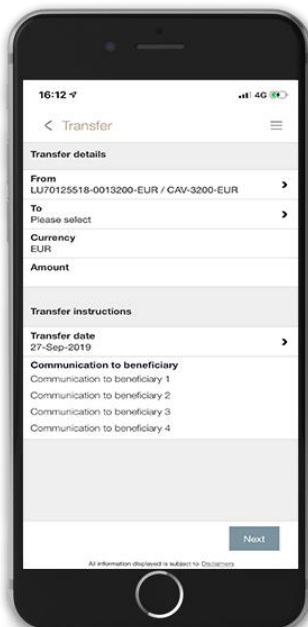 16:12
4G
Transfer
Transfer details
From
LU70125518-0013200-EUR / CAV-3200-EUR
To
Please select
Currency
EUR
Amount
Transfer instructions
Transfer date
27-Sep-2019
Communication to beneficiary
Communication to beneficiary 1
Communication to beneficiary 2
Communication to beneficiary 3
Communication to beneficiary 4
Next
All information displayed is subject to: Disclaimers